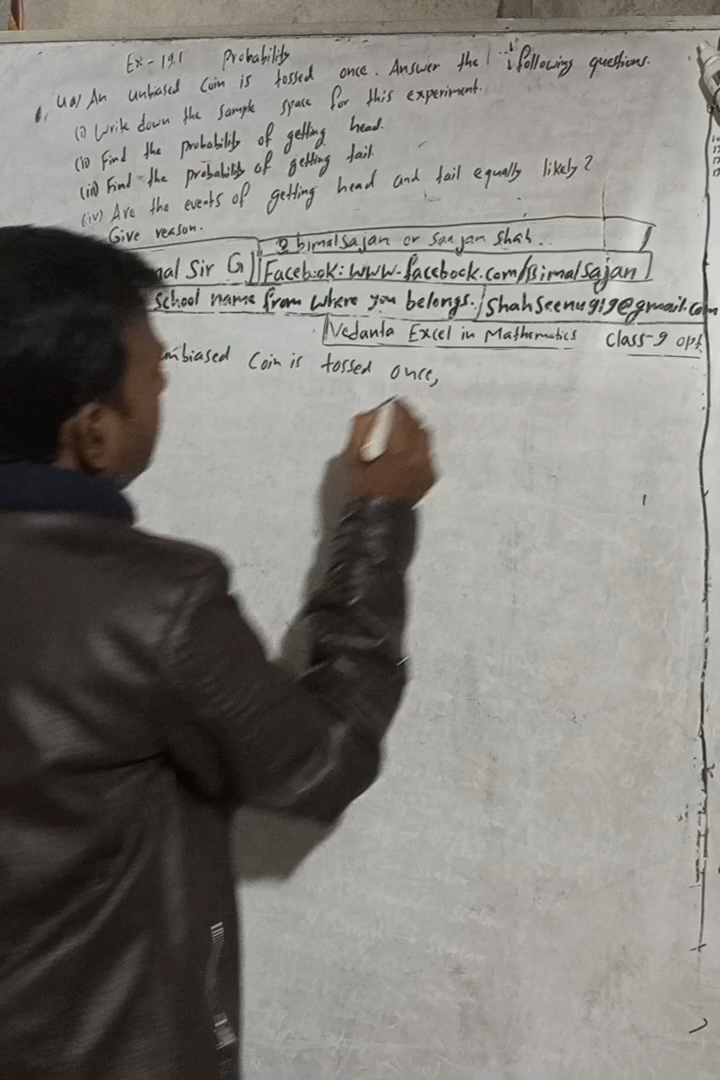 Ex-19.1 Probability
1. 4a) An unbiased coin is tossed once. Answer the following questions.
(i) Write down the sample space for this experiment.
(ii) Find the probability of getting head.
(iii) Find the probability of getting tail.
(iv) Are the events of getting head and tail equally likely?
Give reason.
bimalsajan or Sanjan Shah..
mal Sir G Facebook: www.facebook.com/Bimalsajan
School name from where you belongs. shahseenu919@gmail.com
Vedanta Excel in Mathematics Class-9 opt
unbiased coin is tossed once,